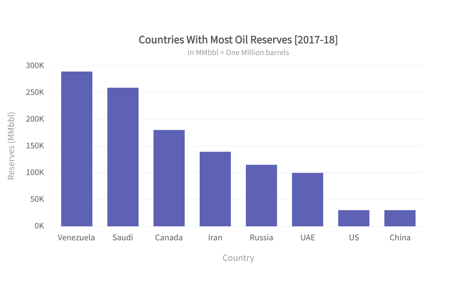 Countries With Most Oil Reserves [2017-18]
In MMbbl = One Million barrels
Reserves (MMbbl)
300K
250K
200K
150K
100K
50K
0K
Venezuela Saudi Canada Iran Russia UAE US China
Country